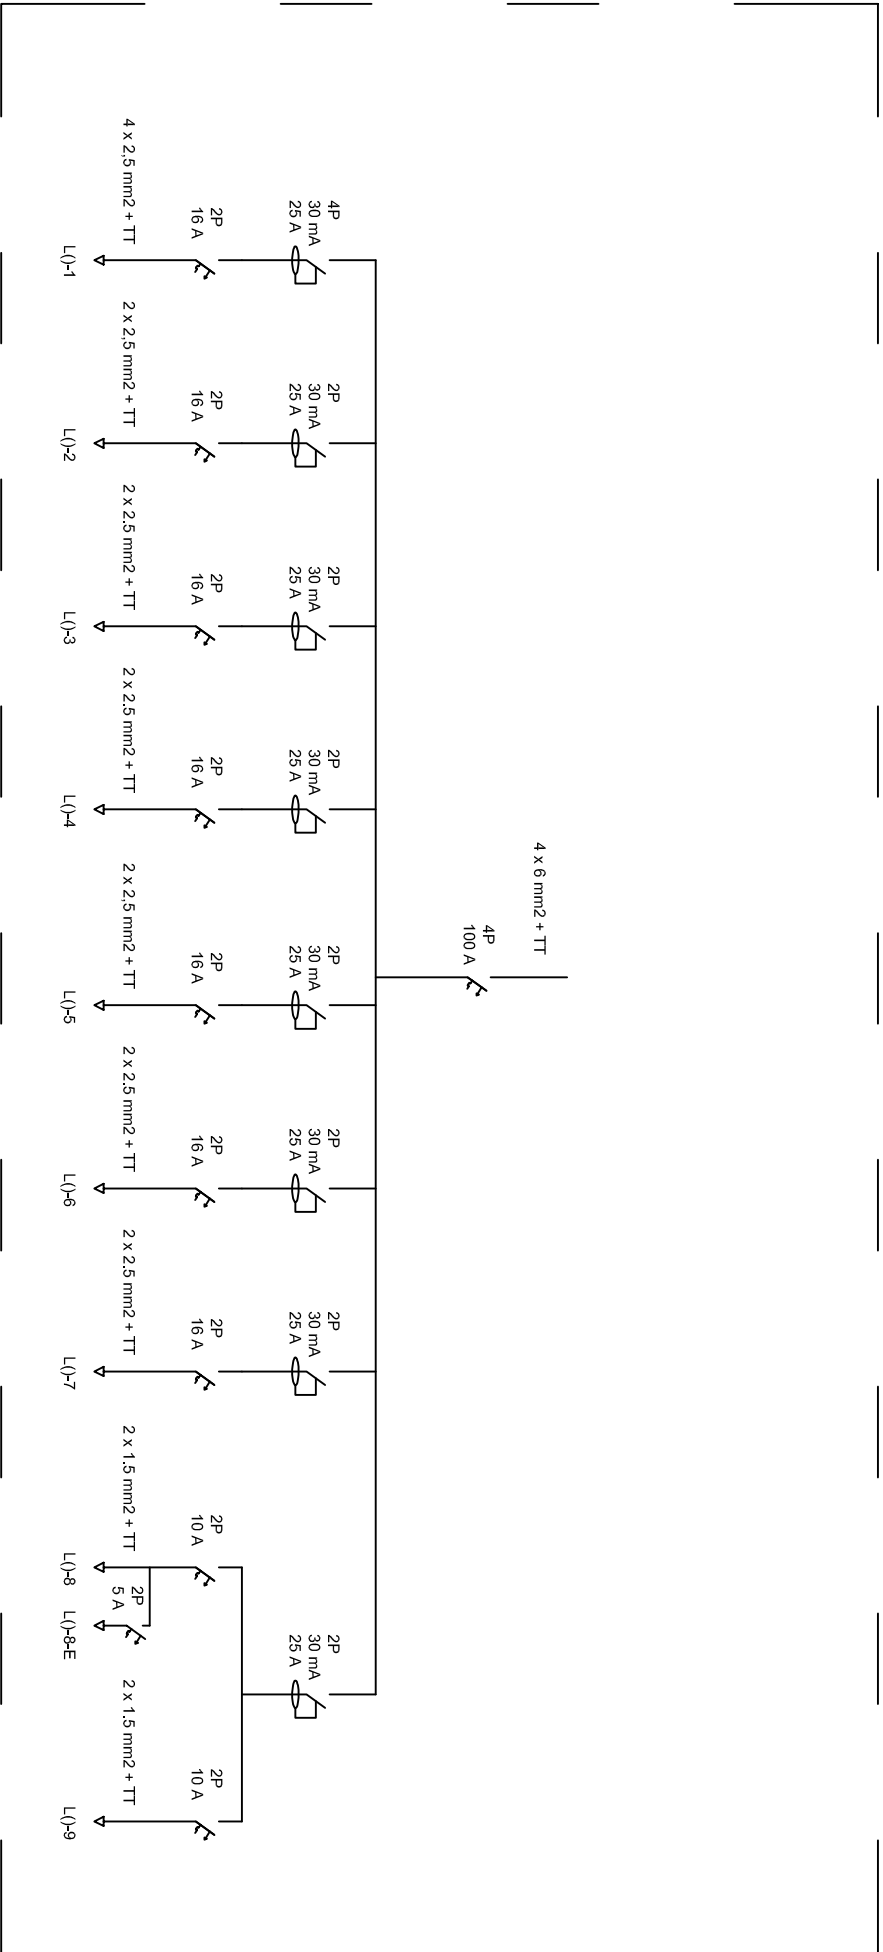 4 x 6 mm2 + TT
4P
100 A
4P
30 mA
25 A
2P
16 A
4 x 2,5 mm2 + TT
L()-1
2P
30 mA
25 A
2P
16 A
2 x 2,5 mm2 + TT
L()-2
2P
30 mA
25 A
2P
16 A
2 x 2.5 mm2 + TT
L()-3
2P
30 mA
25 A
2P
16 A
2 x 2.5 mm2 + TT
L()-4
2P
30 mA
25 A
2P
16 A
2 x 2,5 mm2 + TT
L()-5
2P
30 mA
25 A
2P
16 A
2 x 2.5 mm2 + TT
L()-6
2P
30 mA
25 A
2P
16 A
2 x 2.5 mm2 + TT
L()-7
2P
30 mA
25 A
2P
10 A
2 x 1.5 mm2 + TT
L()-8
2P
5 A
L()-8-E
2P
10 A
2 x 1.5 mm2 + TT
L()-9